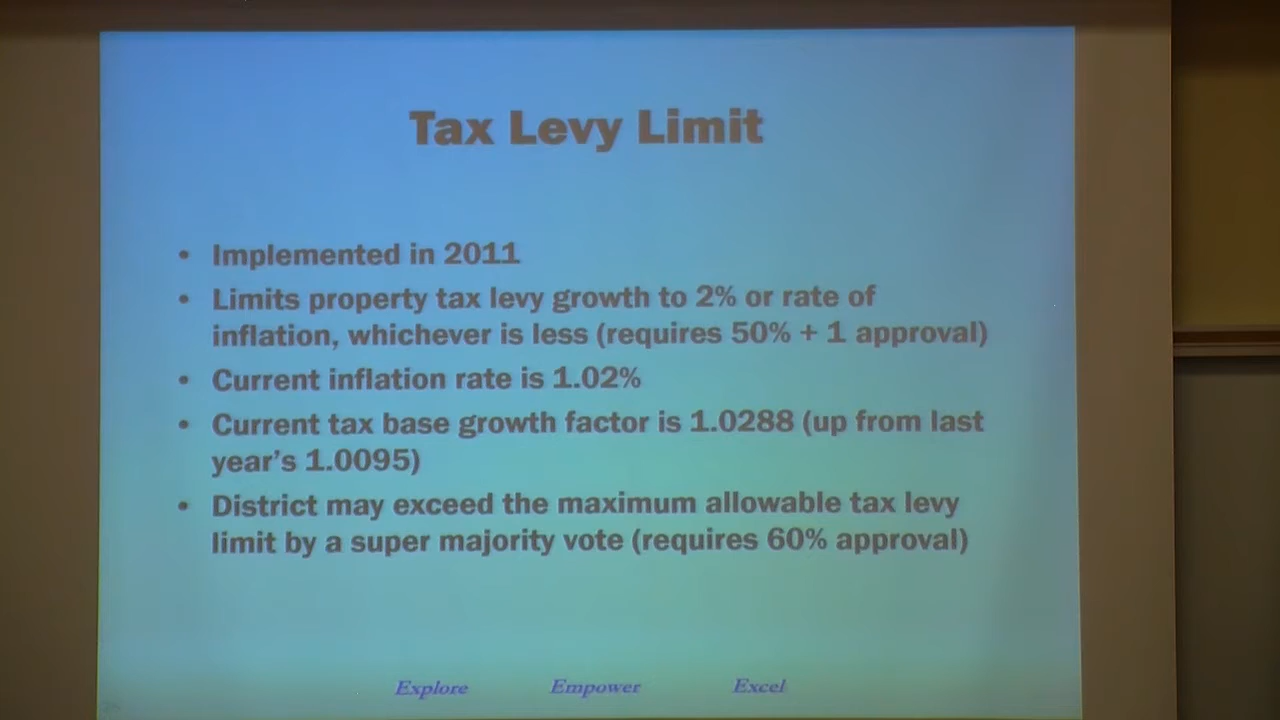 Tax Levy Limit
• Implemented in 2011
• Limits property tax levy growth to 2% or rate of
inflation, whichever is less (requires 50% + 1 approval)
• Current inflation rate is 1.02%
• Current tax base growth factor is 1.0288 (up from last
year's 1.0095)
• District may exceed the maximum allowable tax levy
limit by a super majority vote (requires 60% approval)
Explore Empower Excel